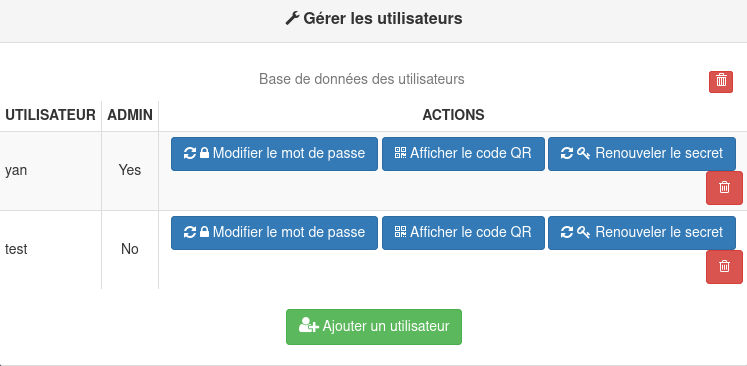 Gérer les utilisateurs
Base de données des utilisateurs
UTILISATEUR ADMIN ACTIONS
yan Yes Modifier le mot de passe Afficher le code QR Renouveler le secret
test No Modifier le mot de passe Afficher le code QR Renouveler le secret
Ajouter un utilisateur